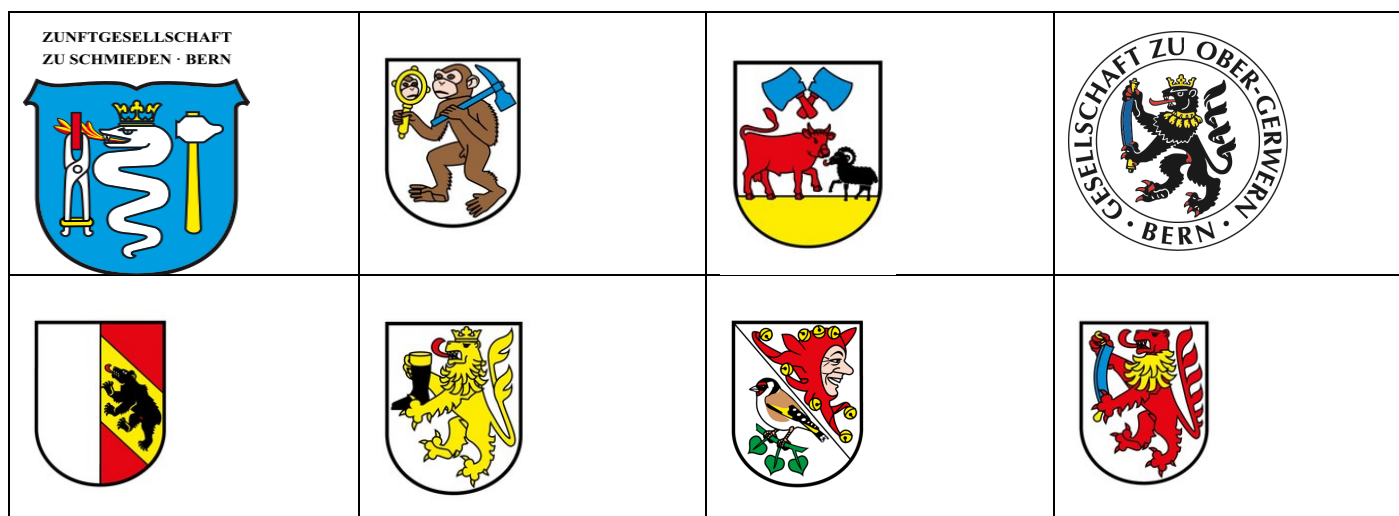 ZUNFTGESELLSCHAFT
ZU SCHMIEDEN · BERN
GESELLSCHAFT ZU OBER-GERWERN
· BERN ·